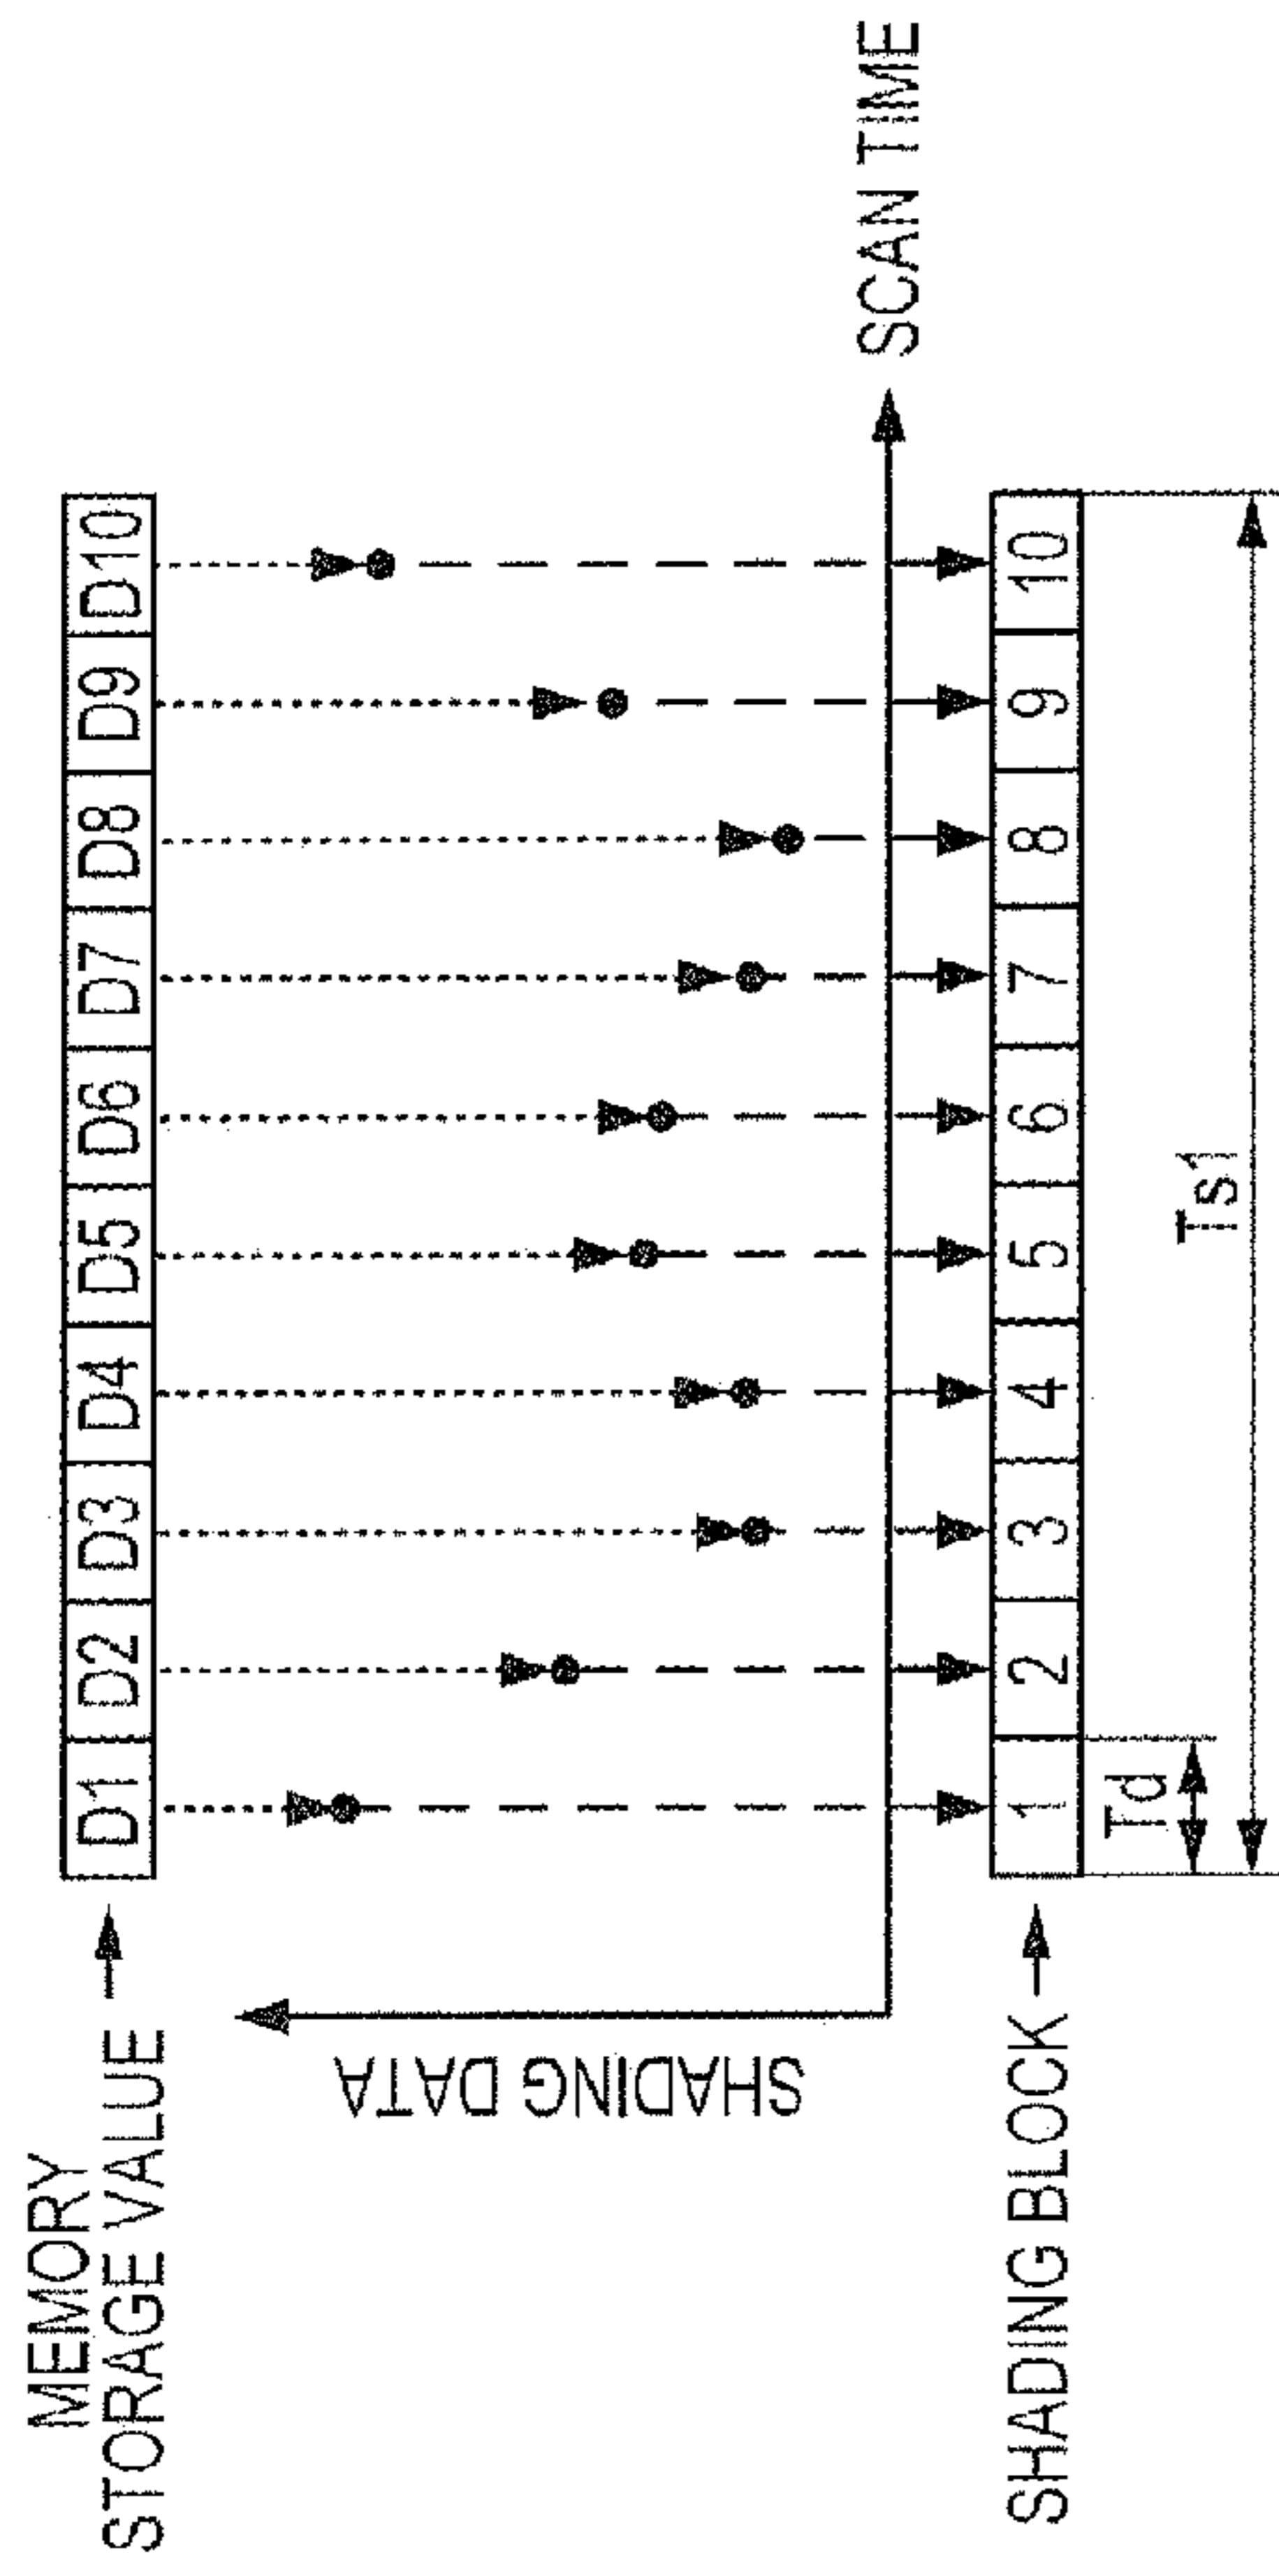 MEMORY
STORAGE VALUE
D1 D2 D3 D4 D5 D6 D7 D8 D9 D10
SHADING DATA
SCAN TIME
SHADING BLOCK
1 2 3 4 5 6 7 8 9 10
Td
Ts1